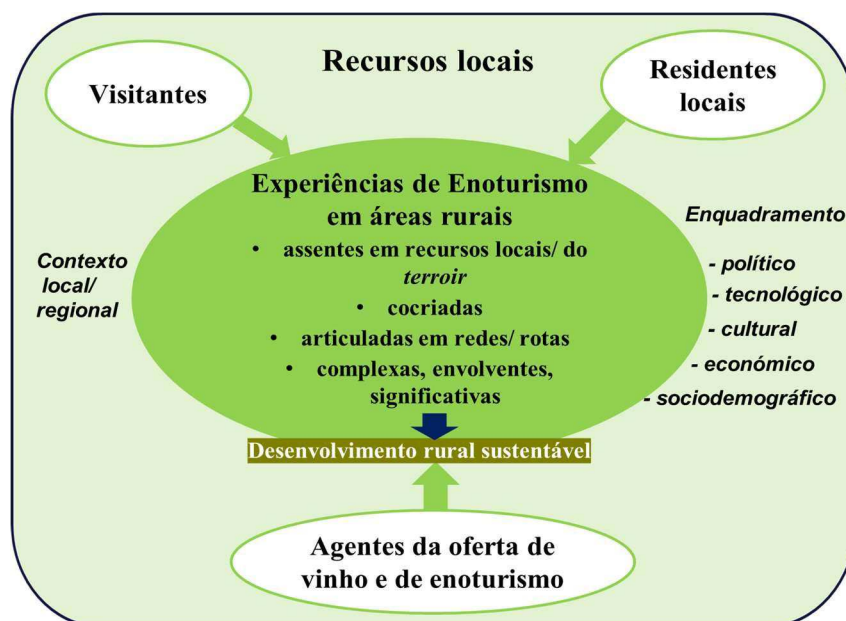 Recursos locais
Visitantes
Residentes
locais
Experiências de Enoturismo
em áreas rurais
• assentes em recursos locais/ do
terroir
• cocriadas
• articuladas em redes/ rotas
• complexas, envolventes,
significativas
Contexto
local/
regional
Enquadramento
- político
- tecnológico
- cultural
- económico
- sociodemográfico
Desenvolvimento rural sustentável
Agentes da oferta de
vinho e de enoturismo